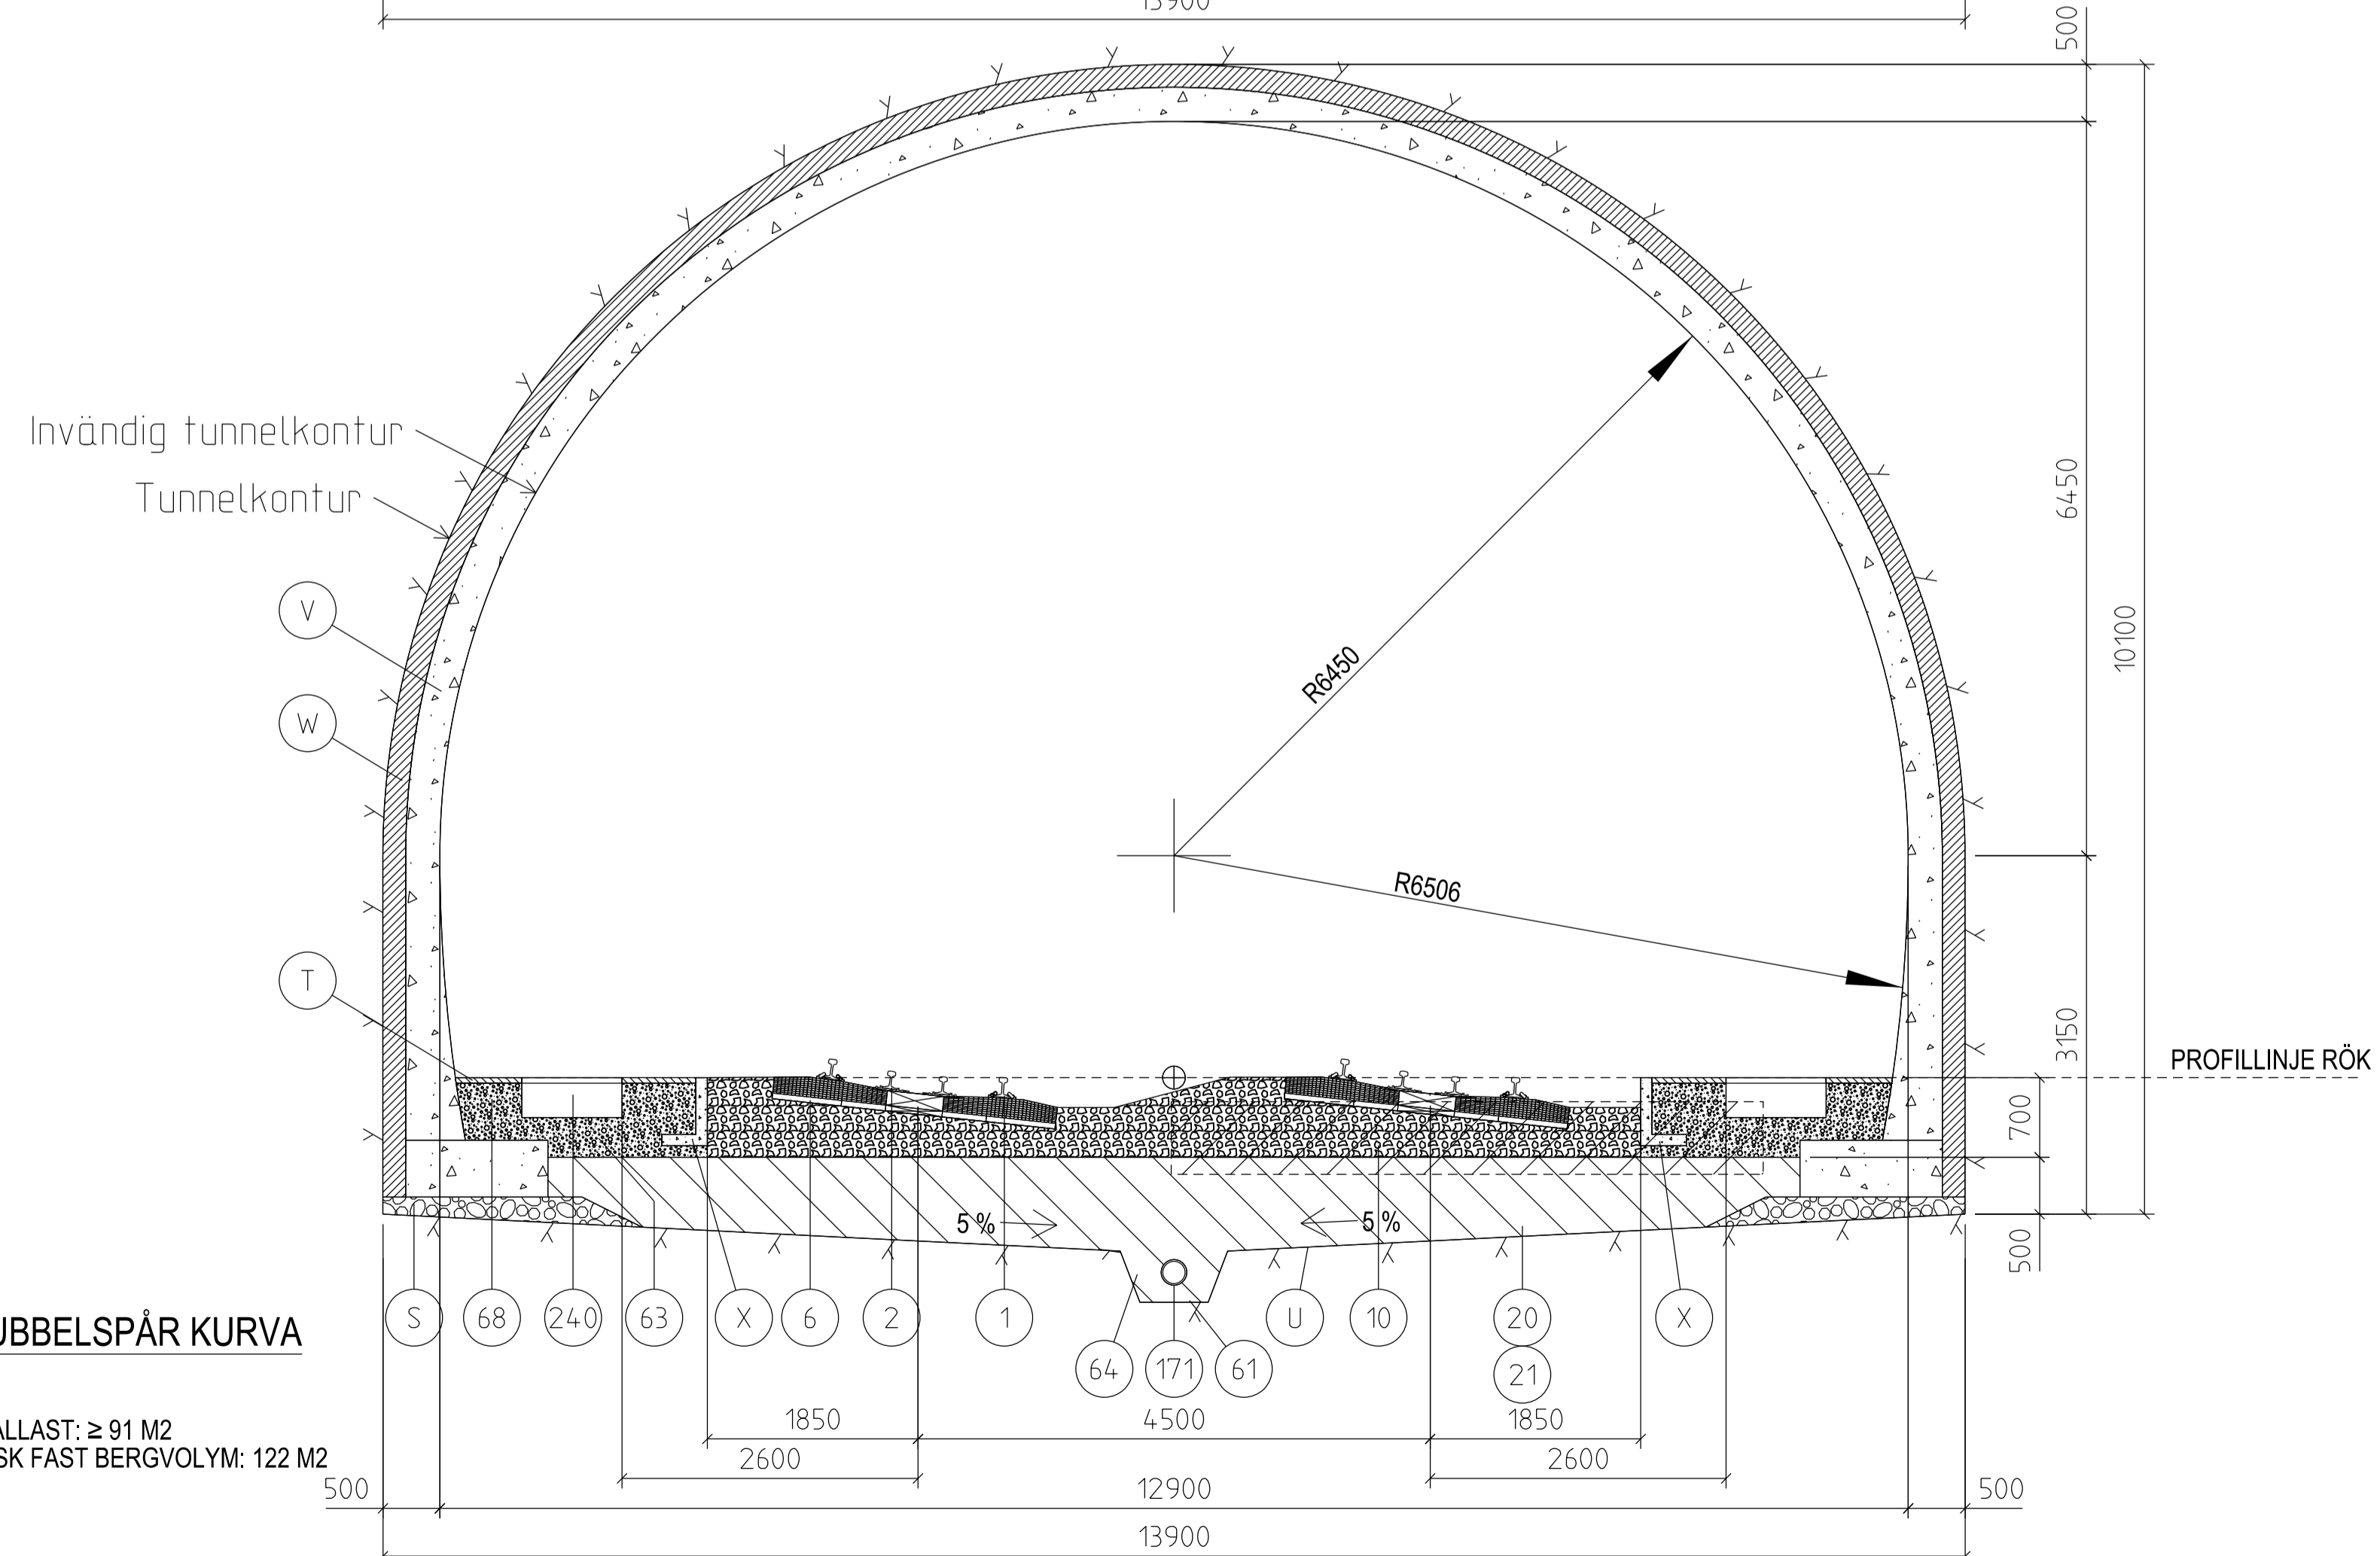 13900
500
Invändig tunnelkontur
Tunnelkontur
6450
10100
V
R6450
W
R6506
T
3150
PROFILLINJE RÖK
700
5 %
5 %
500
S
68
240
63
X
6
2
1
U
10
20
X
UBBELSPÅR KURVA
64
171
61
21
1850
4500
1850
ALLAST: ≥ 91 M2
SK FAST BERGVOLYM: 122 M2
2600
2600
500
12900
500
13900